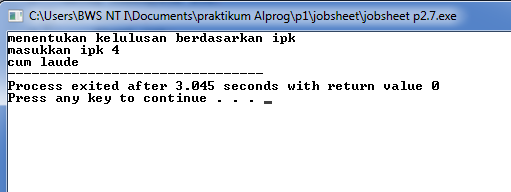 C:\Users\BWS NT I\Documents\praktikum Alprog\p1\jobsheet\jobsheet p2.7.exe
menentukan kelulusan berdasarkan ipk
masukkan ipk 4
cum laude
--------------------------------
Process exited after 3.045 seconds with return value 0
Press any key to continue . . . _